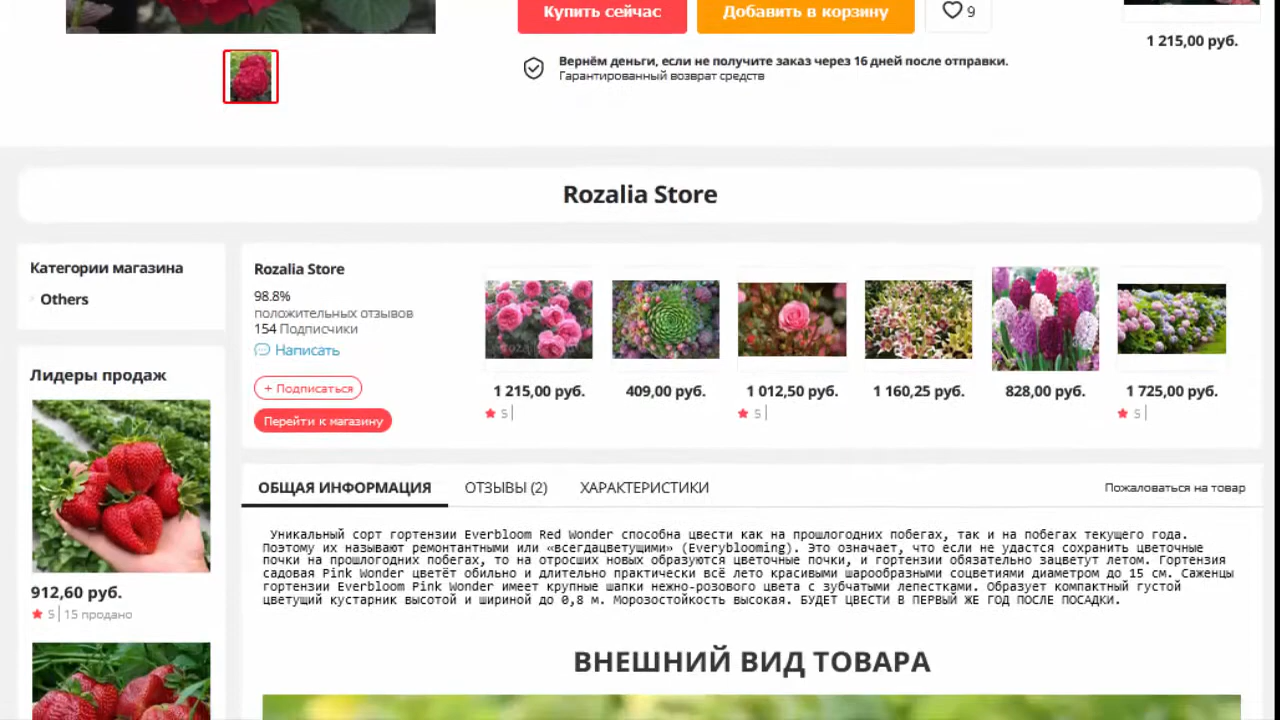 Купить сейчас
Добавить в корзину
9
1 215,00 руб.
Вернём деньги, если не получите заказ через 16 дней после отправки.
Гарантированный возврат средств
Rozalia Store
Категории магазина
Others
Rozalia Store
98.8%
положительных отзывов
154 Подписчики
Написать
+ Подписаться
Перейти к магазину
1 215,00 руб.
5
409,00 руб.
1 012,50 руб.
5
1 160,25 руб.
828,00 руб.
1 725,00 руб.
5
Лидеры продаж
912,60 руб.
5 15 продано
ОБЩАЯ ИНФОРМАЦИЯ
ОТЗЫВЫ (2)
ХАРАКТЕРИСТИКИ
Пожаловаться на товар
Уникальный сорт гортензии Everbloom Red Wonder способна цвести как на прошлогодних побегах, так и на побегах текущего года.
Поэтому их называют ремонтантными или «всегдацветущими» (Everyblooming). Это означает, что если не удастся сохранить цветочные
почки на прошлогодних побегах, то на отросших новых образуются цветочные почки, и гортензии обязательно зацветут летом. Гортензия
садовая Pink Wonder цветёт обильно и длительно практически всё лето красивыми шарообразными соцветиями диаметром до 15 см. Саженцы
гортензии Everbloom Pink Wonder имеет крупные шапки нежно-розового цвета с зубчатыми лепестками. Образует компактный густой
цветущий кустарник высотой и шириной до 0,8 м. Морозостойкость высокая. БУДЕТ ЦВЕСТИ В ПЕРВЫЙ ЖЕ ГОД ПОСЛЕ ПОСАДКИ.
ВНЕШНИЙ ВИД ТОВАРА